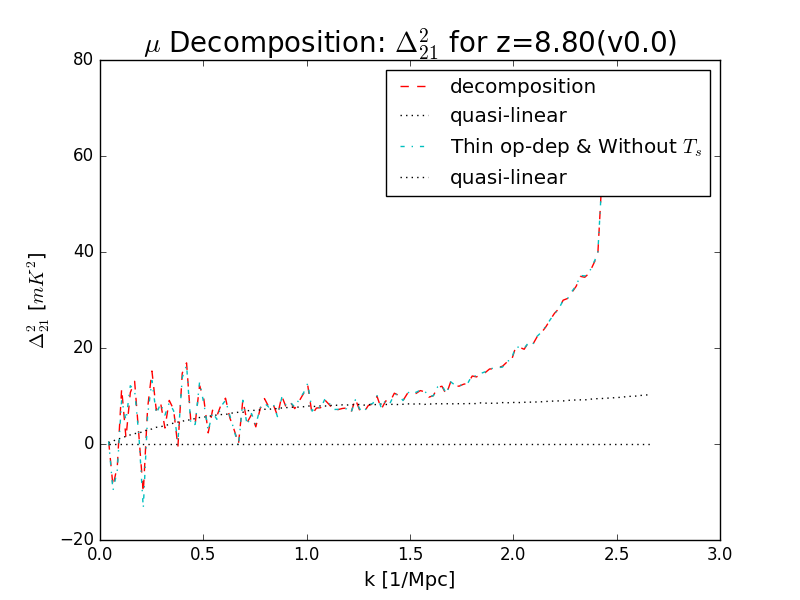 μ Decomposition: Δ²₂₁ for z=8.80(v0.0)
80
60
40
20
0
−20
Δ²₂₁ [mK²]
decomposition
quasi-linear
Thin op-dep & Without Tₛ
quasi-linear
0.0 0.5 1.0 1.5 2.0 2.5 3.0
k [1/Mpc]